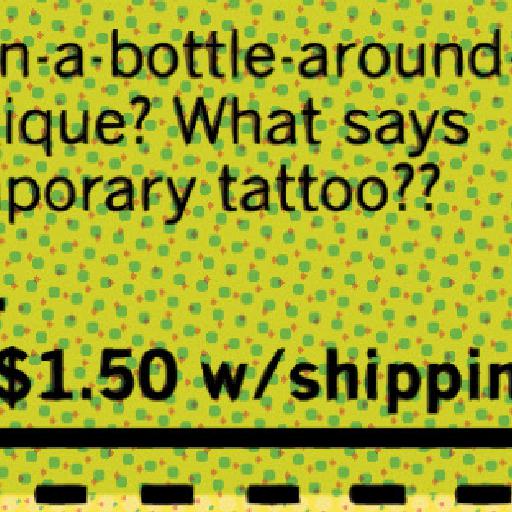 n-a-bottle-around-
ique? What says
porary tattoo??
$1.50 w/shippin